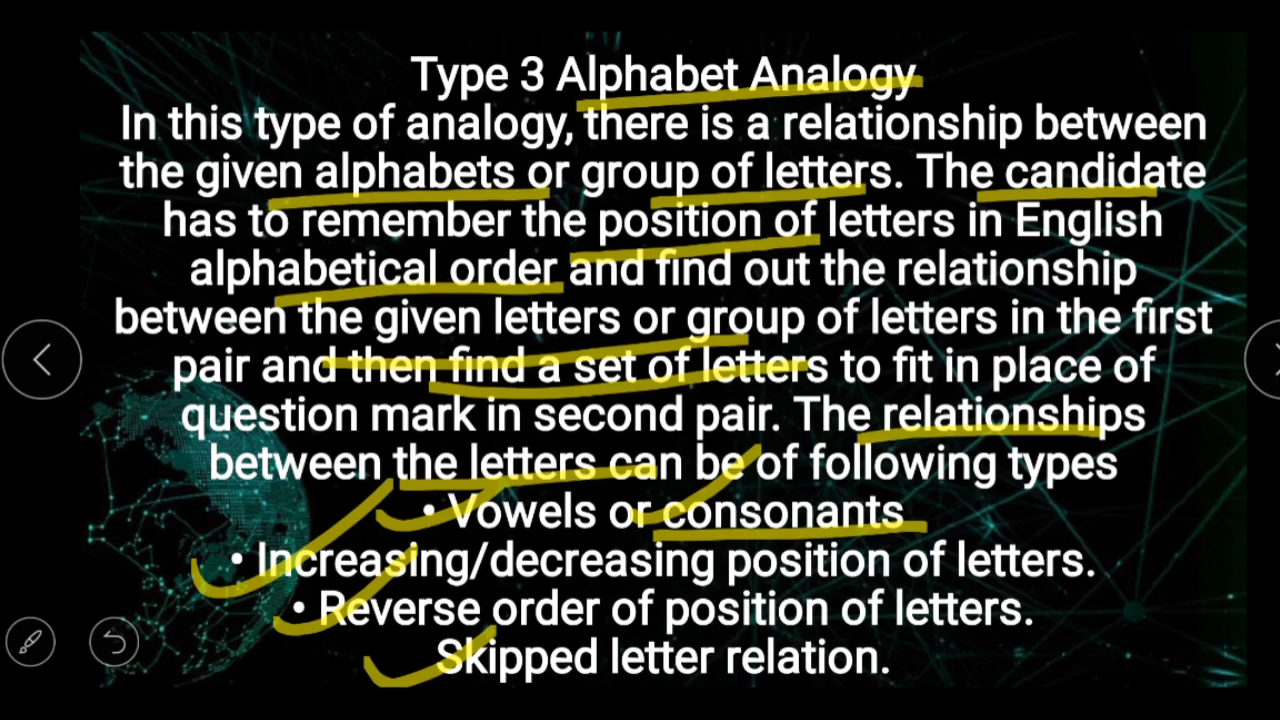 Type 3 Alphabet Analogy
In this type of analogy, there is a relationship between
the given alphabets or group of letters. The candidate
has to remember the position of letters in English
alphabetical order and find out the relationship
between the given letters or group of letters in the first
pair and then find a set of letters to fit in place of
question mark in second pair. The relationships
between the letters can be of following types
• Vowels or consonants
• Increasing/decreasing position of letters.
• Reverse order of position of letters.
Skipped letter relation.